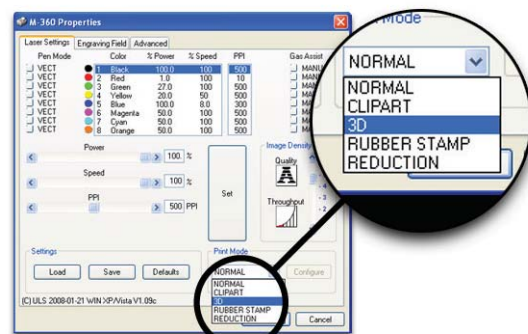 M-360 Properties
Laser Settings Engraving Field Advanced
Pen Mode Color % Power % Speed PPI Gas Assist
VECT 1 Black 100.0 100 500
VECT 2 Red 1.0 100 10
VECT 3 Green 27.0 100 500
VECT 4 Yellow 20.0 50 500
VECT 5 Blue 100.0 8.0 300
VECT 6 Magenta 50.0 100 500
VECT 7 Cyan 50.0 100 500
VECT 8 Orange 50.0 100 500
Power
100. %
Speed
100 %
PPI
500 PPI
Set
Image Density
Quality
A
Throughput
- 4
- 3
- 2
Settings
Load Save Defaults
Print Mode
NORMAL
Configure
NORMAL
CLIPART
3D
RUBBER STAMP
REDUCTION
Cancel
(C) ULS 2008-01-21 WIN XP/Vista V1.09c
Mode
NORMAL
NORMAL
CLIPART
3D
RUBBER STAMP
REDUCTION